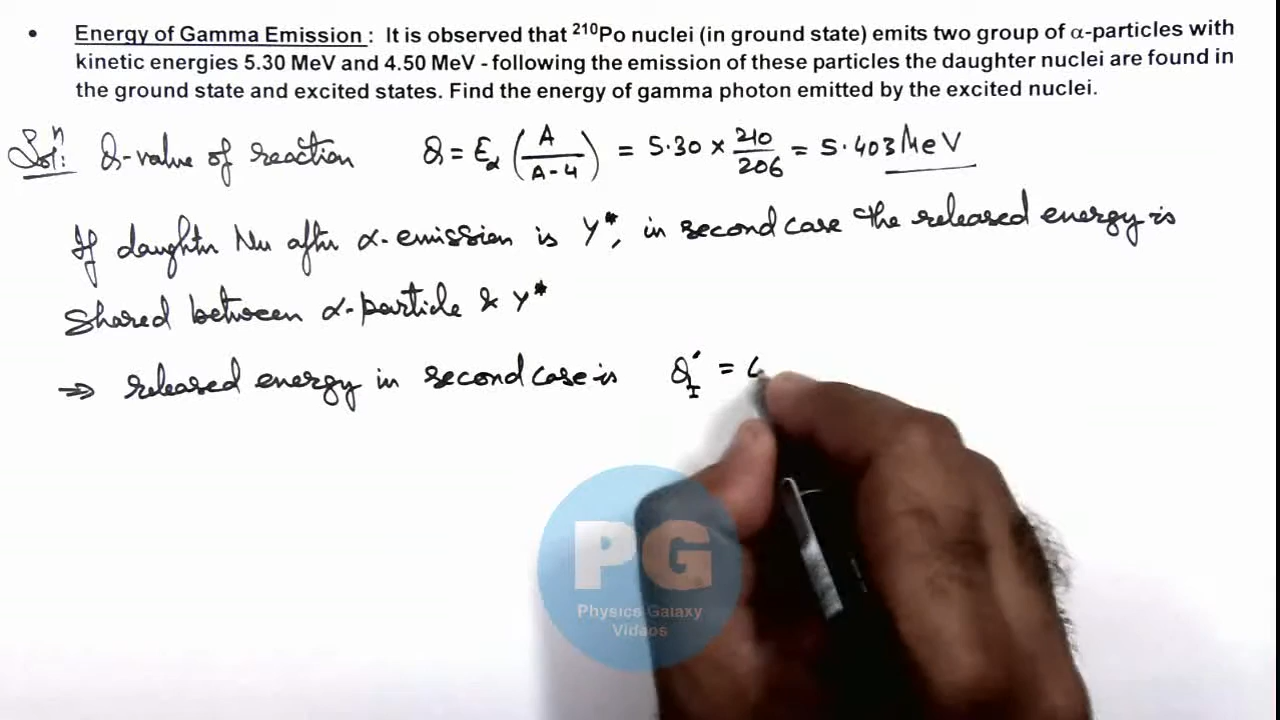 • Energy of Gamma Emission : It is observed that ²¹⁰Po nuclei (in ground state) emits two group of α-particles with
kinetic energies 5.30 MeV and 4.50 MeV - following the emission of these particles the daughter nuclei are found in
the ground state and excited states. Find the energy of gamma photon emitted by the excited nuclei.
Solⁿ: Q-value of reaction Q = Eα (A/(A-4)) = 5.30 × 210/206 = 5.403 MeV
If daughtr Nu after α-emission is Y*, in second case the released energy is
Shared between α-particle & Y*
⇒ released energy in second case is Q'I = 
PG
Physics Galaxy
Videos